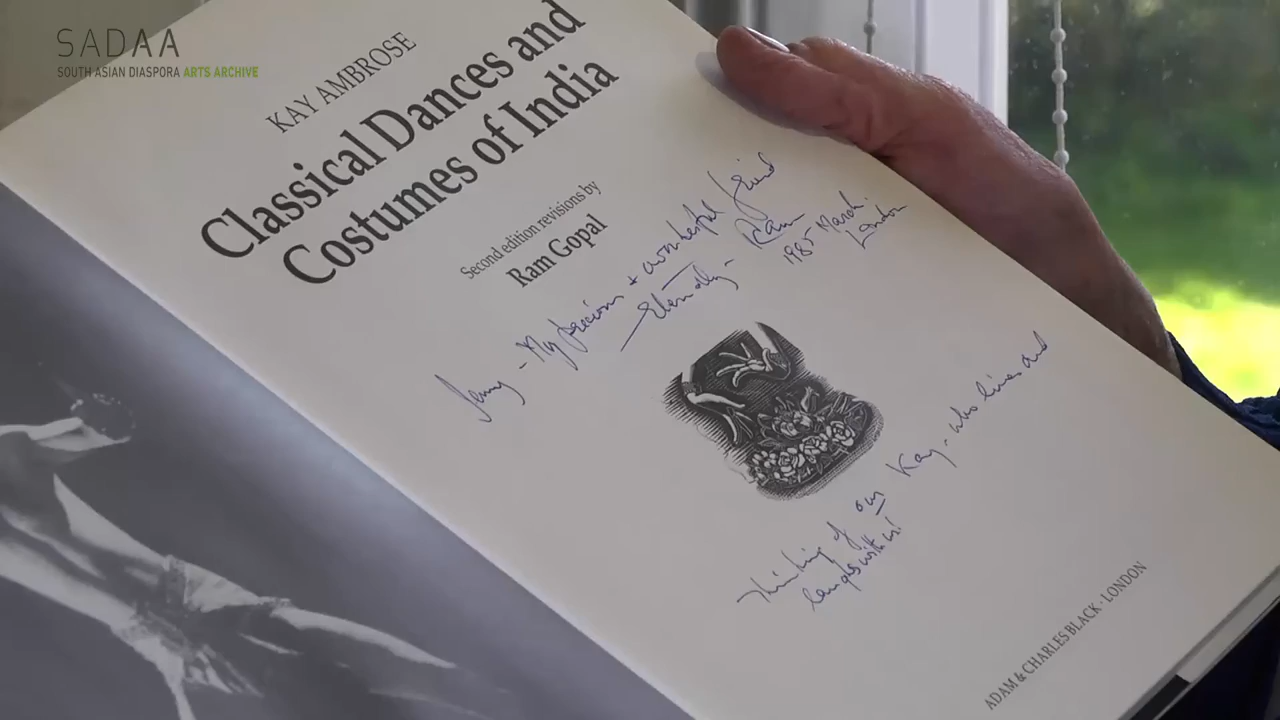 SADAA
SOUTH ASIAN DIASPORA ARTS ARCHIVE
KAY AMBROSE
Classical Dances and
Costumes of India
Second edition revisions by
Ram Gopal
Jenny - My precious + wonderful friend
Eternally - Ram
1985 March.
London
Thinking of our Kay - who lives and
laughs with us!
ADAM & CHARLES BLACK · LONDON